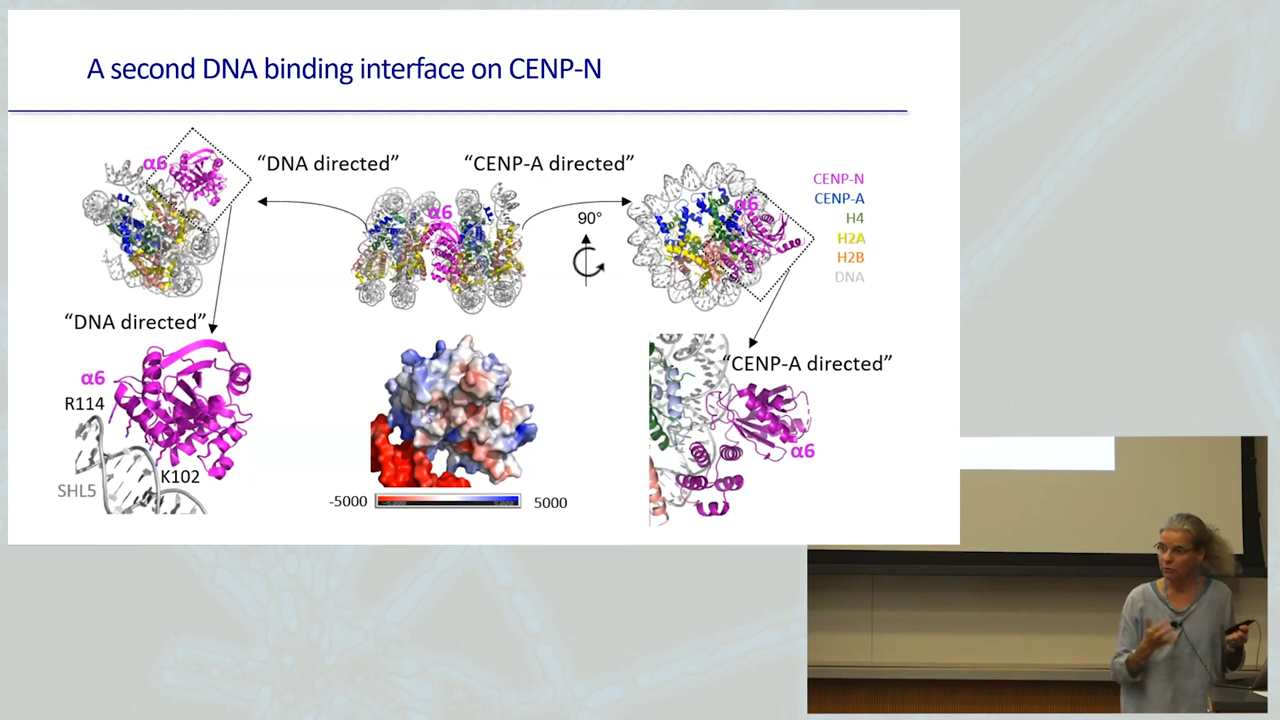 A second DNA binding interface on CENP-N
α6
“DNA directed”
“CENP-A directed”
α6
90°
α6
CENP-N
CENP-A
H4
H2A
H2B
DNA
“DNA directed”
α6
R114
K102
SHL5
-5000
5000
“CENP-A directed”
α6